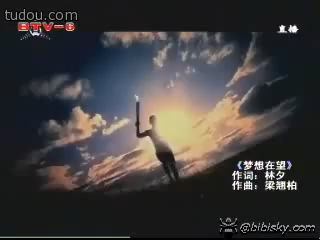 tudou.com
BTV-6
直播
《梦想在望》
作词：林夕
作曲：梁翘柏
@bibisky.com